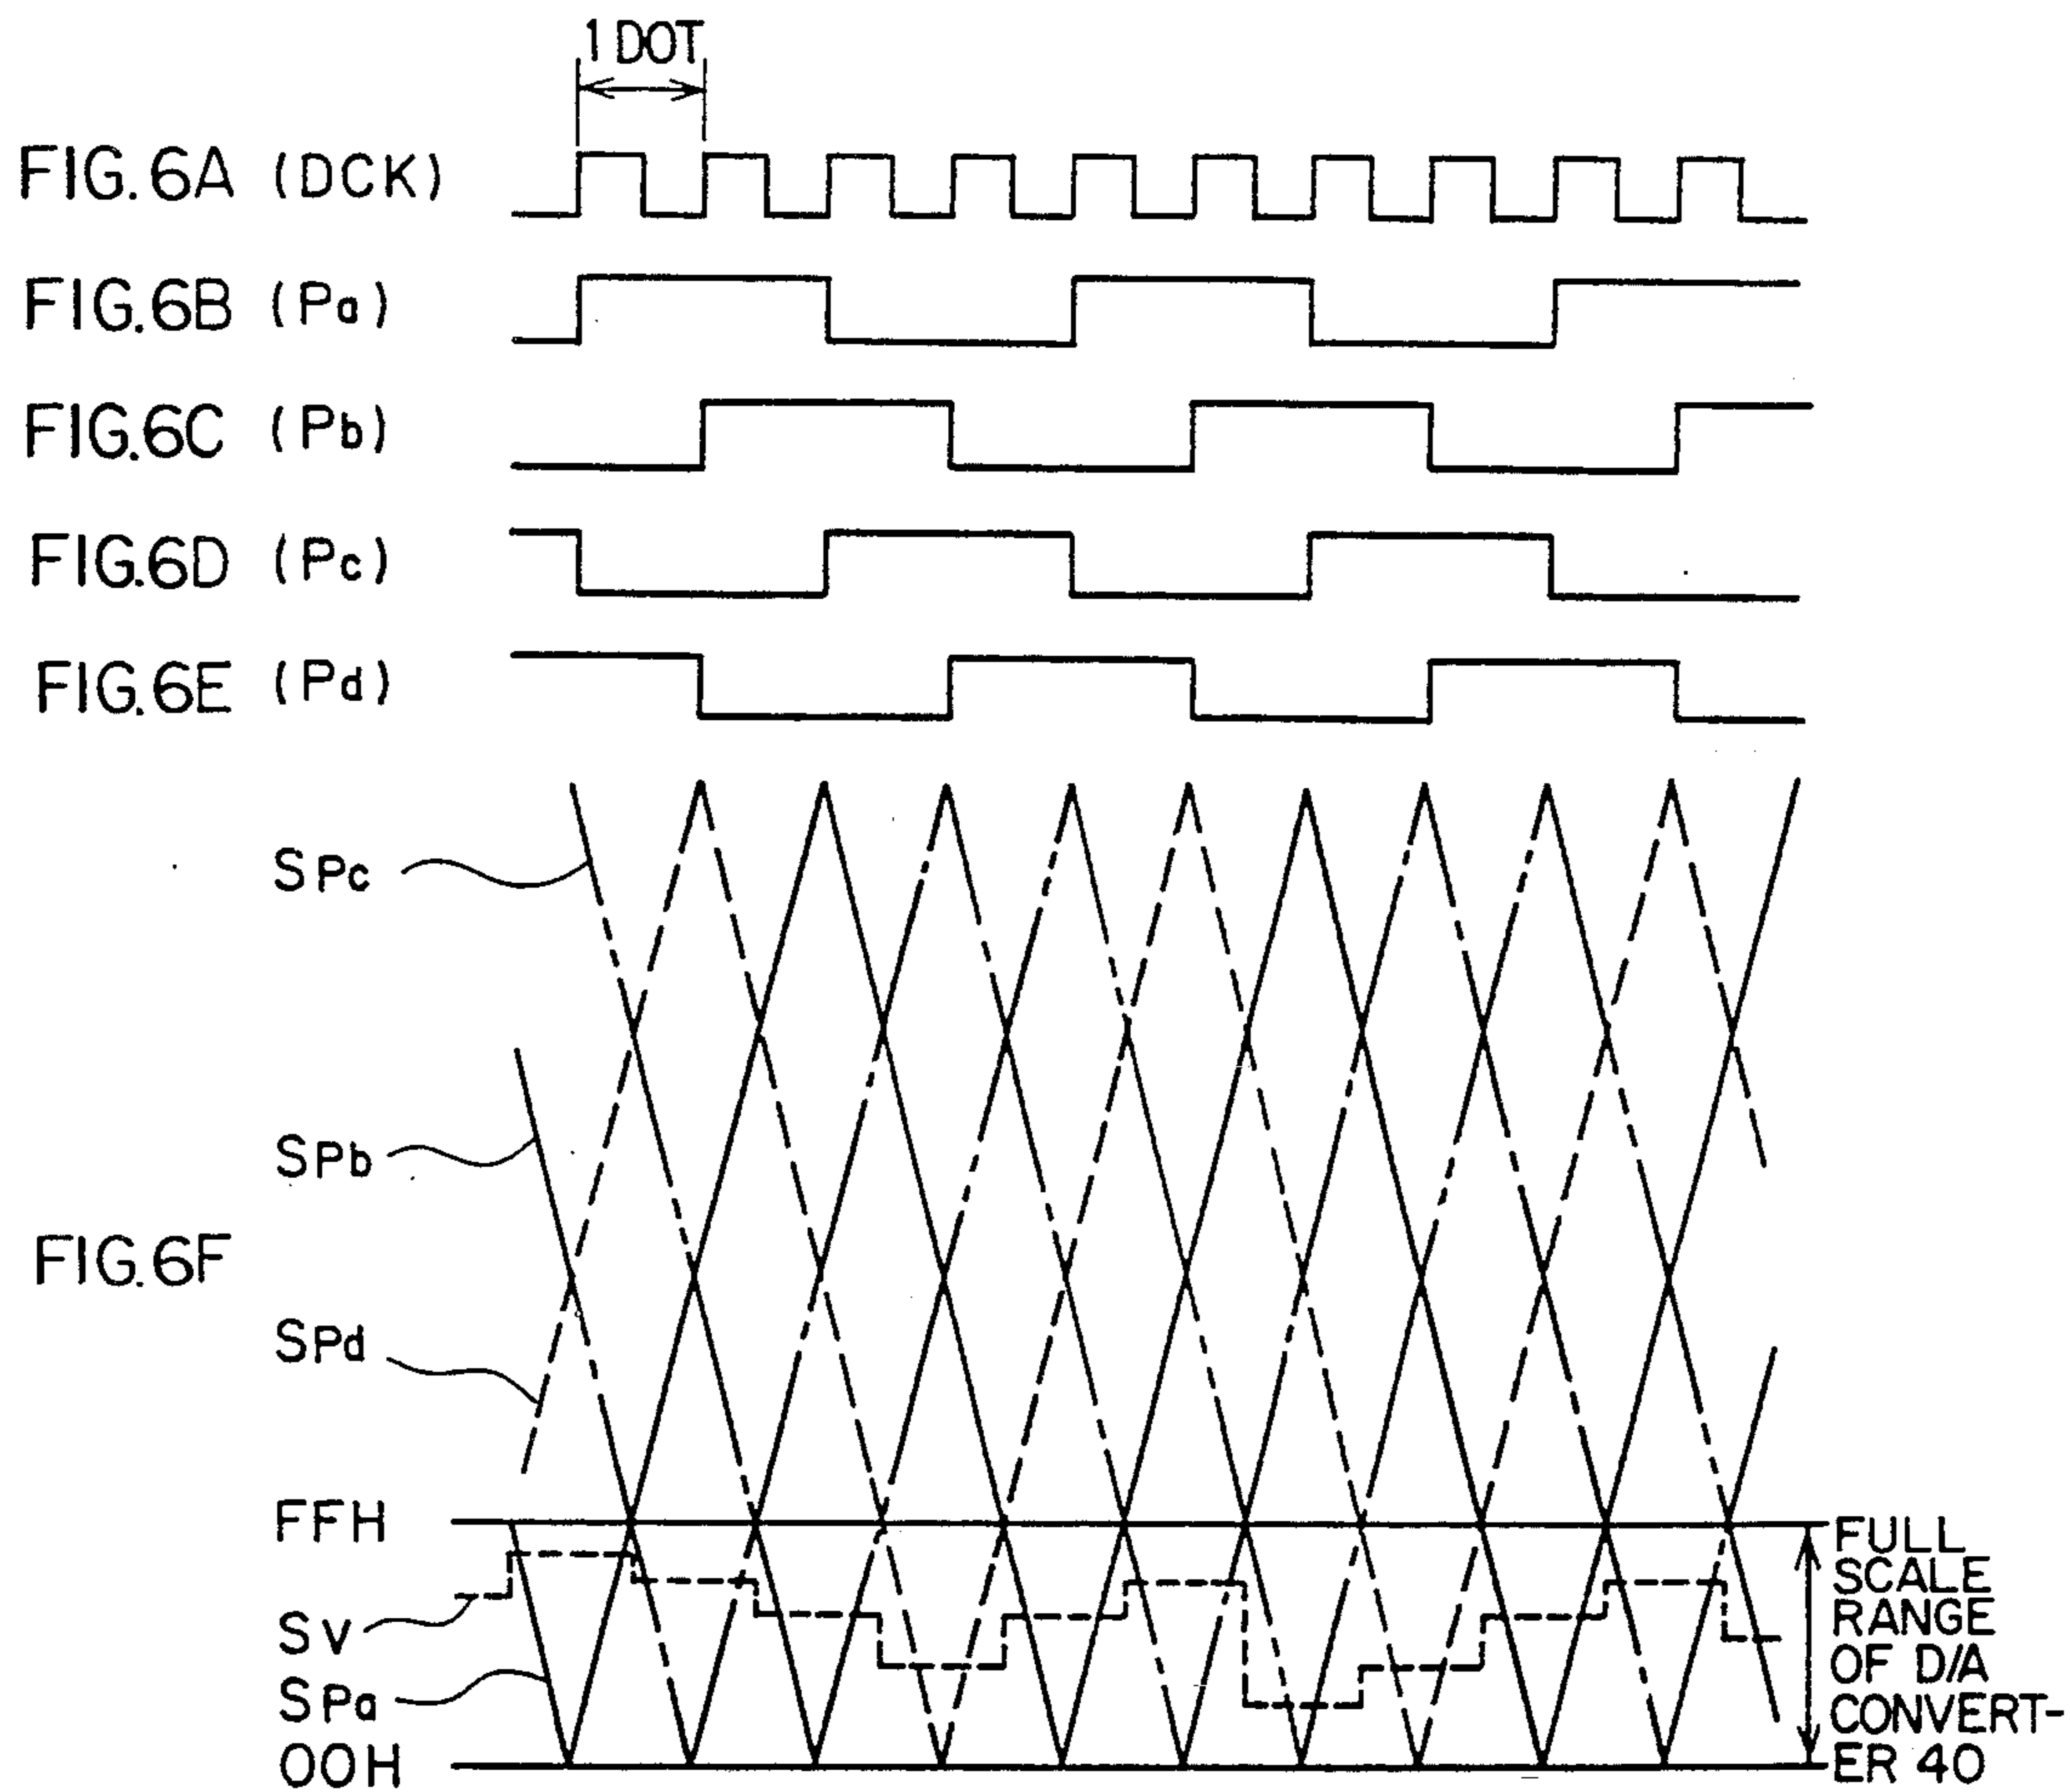 1 DOT
FIG.6A (DCK)
FIG.6B (Pa)
FIG.6C (Pb)
FIG.6D (Pc)
FIG.6E (Pd)
SPc
SPb
FIG.6F
SPd
FFH
SV
SPa
OOH
FULL
SCALE
RANGE
OF D/A
CONVERT-
ER 40